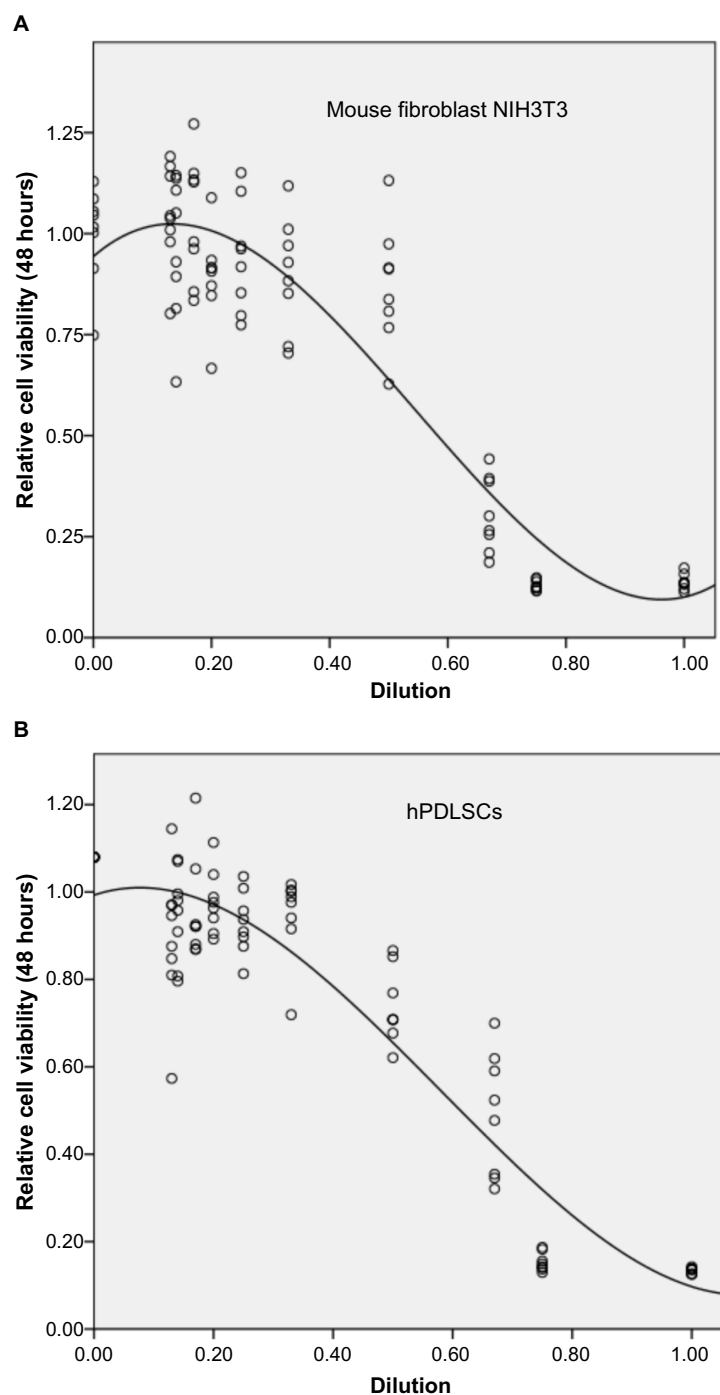 A
Mouse fibroblast NIH3T3
Relative cell viability (48 hours)
1.25
1.00
0.75
0.50
0.25
0.00
0.00 0.20 0.40 0.60 0.80 1.00
Dilution
B
hPDLSCs
Relative cell viability (48 hours)
1.20
1.00
0.80
0.60
0.40
0.20
0.00
0.00 0.20 0.40 0.60 0.80 1.00
Dilution